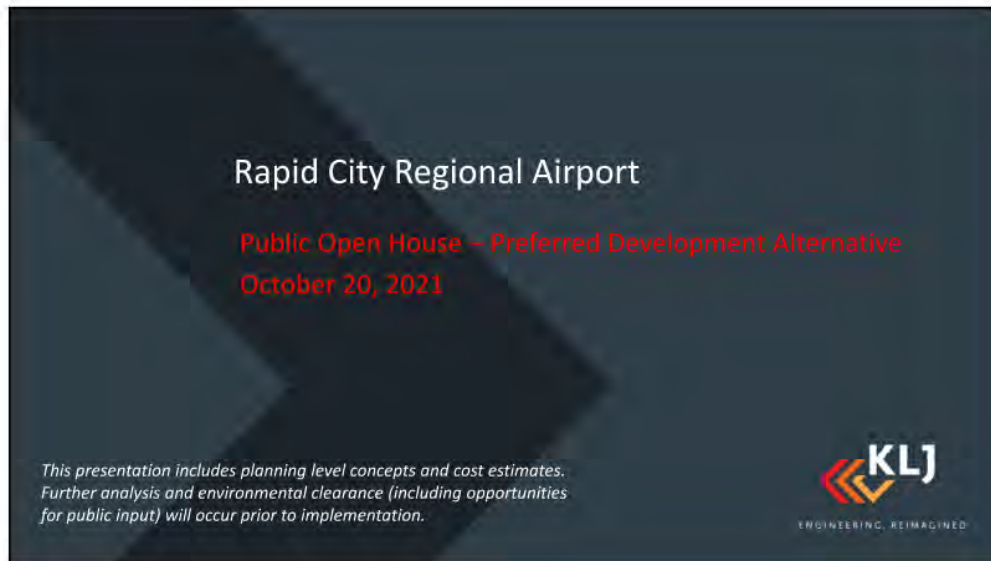 Rapid City Regional Airport
Public Open House – Preferred Development Alternative
October 20, 2021
This presentation includes planning level concepts and cost estimates.
Further analysis and environmental clearance (including opportunities
for public input) will occur prior to implementation.
KLJ
ENGINEERING, REIMAGINED